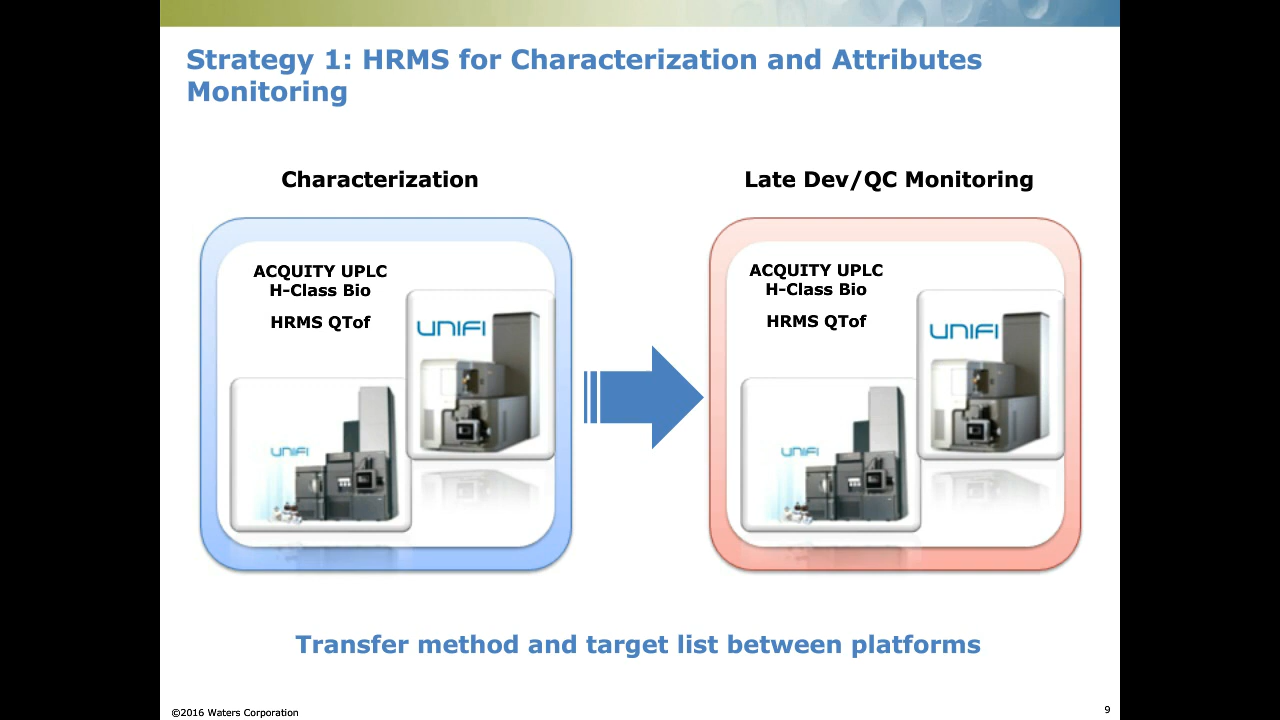 Strategy 1: HRMS for Characterization and Attributes
Monitoring
Characterization
Late Dev/QC Monitoring
ACQUITY UPLC
H-Class Bio
HRMS QTof
UNIFI
UNIFI
ACQUITY UPLC
H-Class Bio
HRMS QTof
UNIFI
UNIFI
Transfer method and target list between platforms
©2016 Waters Corporation
9